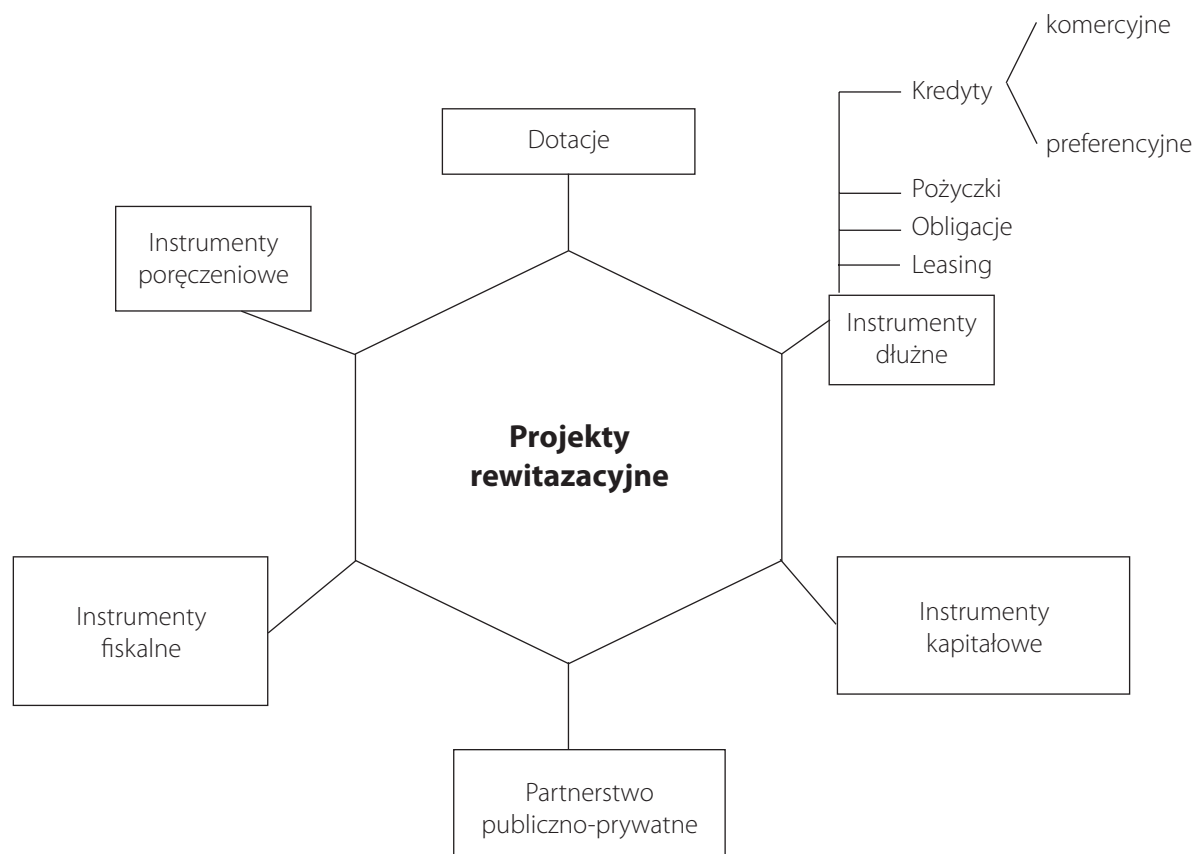 komercyjne
Kredyty
preferencyjne
Dotacje
Pożyczki
Obligacje
Leasing
Instrumenty
poręczeniowe
Instrumenty
dłużne
Projekty
rewitazacyjne
Instrumenty
fiskalne
Instrumenty
kapitałowe
Partnerstwo
publiczno-prywatne